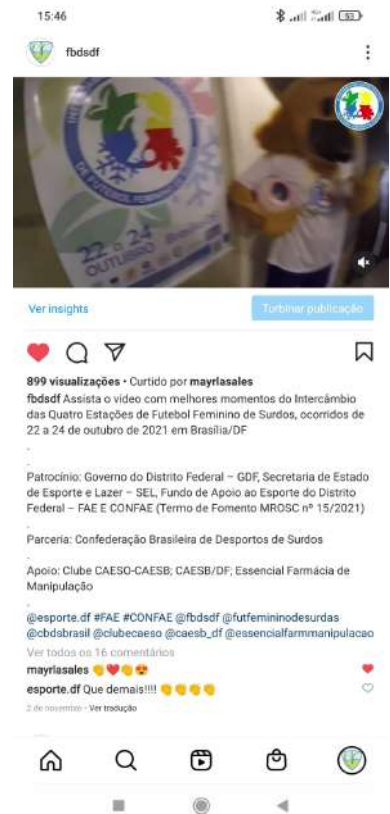 15:46
53
fbdsdf
DE FUTEBOL FEMININO
22 a 24
OUTUBRO
Ver insights
Turbinar publicação
899 visualizações • Curtido por mayrlasales
fbdsdf Assista o vídeo com melhores momentos do Intercâmbio
das Quatro Estações de Futebol Feminino de Surdos, ocorridos de
22 a 24 de outubro de 2021 em Brasília/DF
.
.
Patrocínio: Governo do Distrito Federal – GDF, Secretaria de Estado
de Esporte e Lazer – SEL, Fundo de Apoio ao Esporte do Distrito
Federal – FAE E CONFAE (Termo de Fomento MROSC nº 15/2021)
.
Parceria: Confederação Brasileira de Desportos de Surdos
.
Apoio: Clube CAESO-CAESB; CAESB/DF; Essencial Farmácia de
Manipulação
.
@esporte.df #FAE #CONFAE @fbdsdf @futfemininodesurdas
@cbdsbrasil @clubecaeso @caesb_df @essencialfarmmanipulacao
Ver todos os 16 comentários
mayrlasales 👏❤️👏😍
esporte.df Que demais!!!! 👏👏👏👏
2 de novembro • Ver tradução